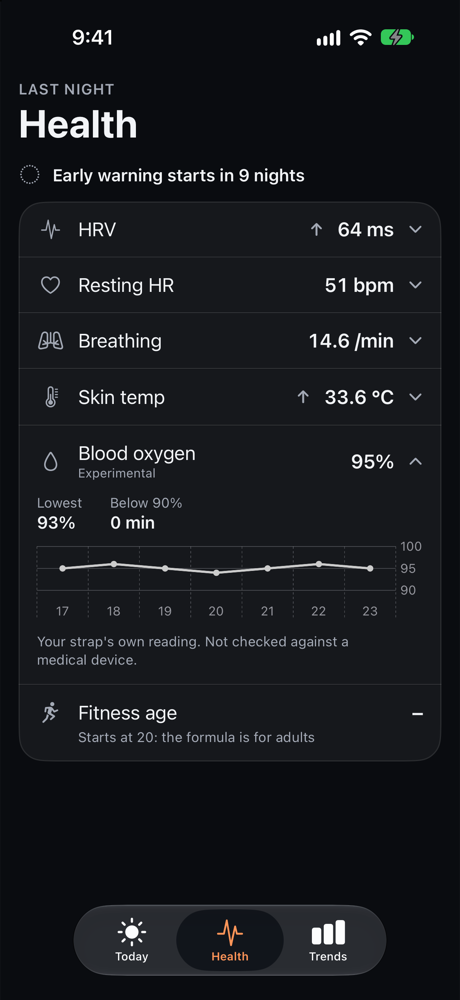 9:41
LAST NIGHT
Health
Early warning starts in 9 nights
HRV ↑ 64 ms
Resting HR 51 bpm
Breathing 14.6 /min
Skin temp ↑ 33.6 °C
Blood oxygen 95%
Experimental
Lowest Below 90%
93% 0 min
100
95
90
17 18 19 20 21 22 23
Your strap's own reading. Not checked against a
medical device.
Fitness age –
Starts at 20: the formula is for adults
Today Health Trends